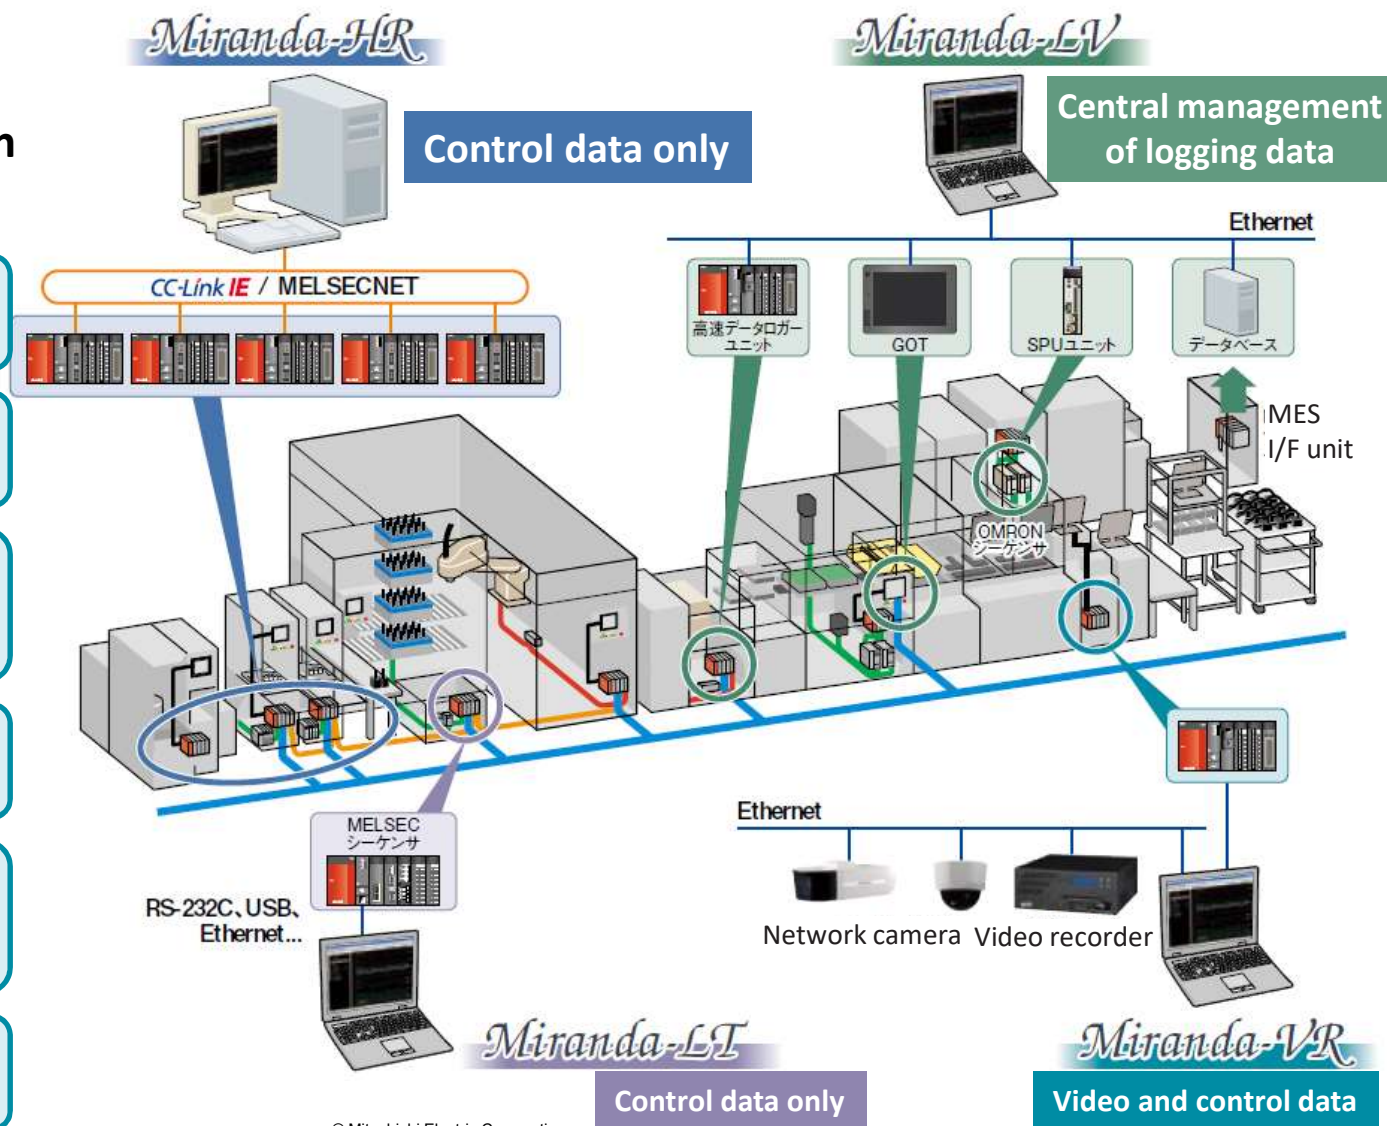 Miranda-HR
Miranda-LV
Control data only
Central management
of logging data
n
Ethernet
CC-Link IE / MELSECNET
高速データロガー
ユニット
GOT
SPUユニット
データベース
MES
I/F unit
OMRON
シーケンサ
MELSEC
シーケンサ
RS-232C、USB、
Ethernet...
Ethernet
Network camera
Video recorder
Miranda-LT
Control data only
Miranda-VR
Video and control data